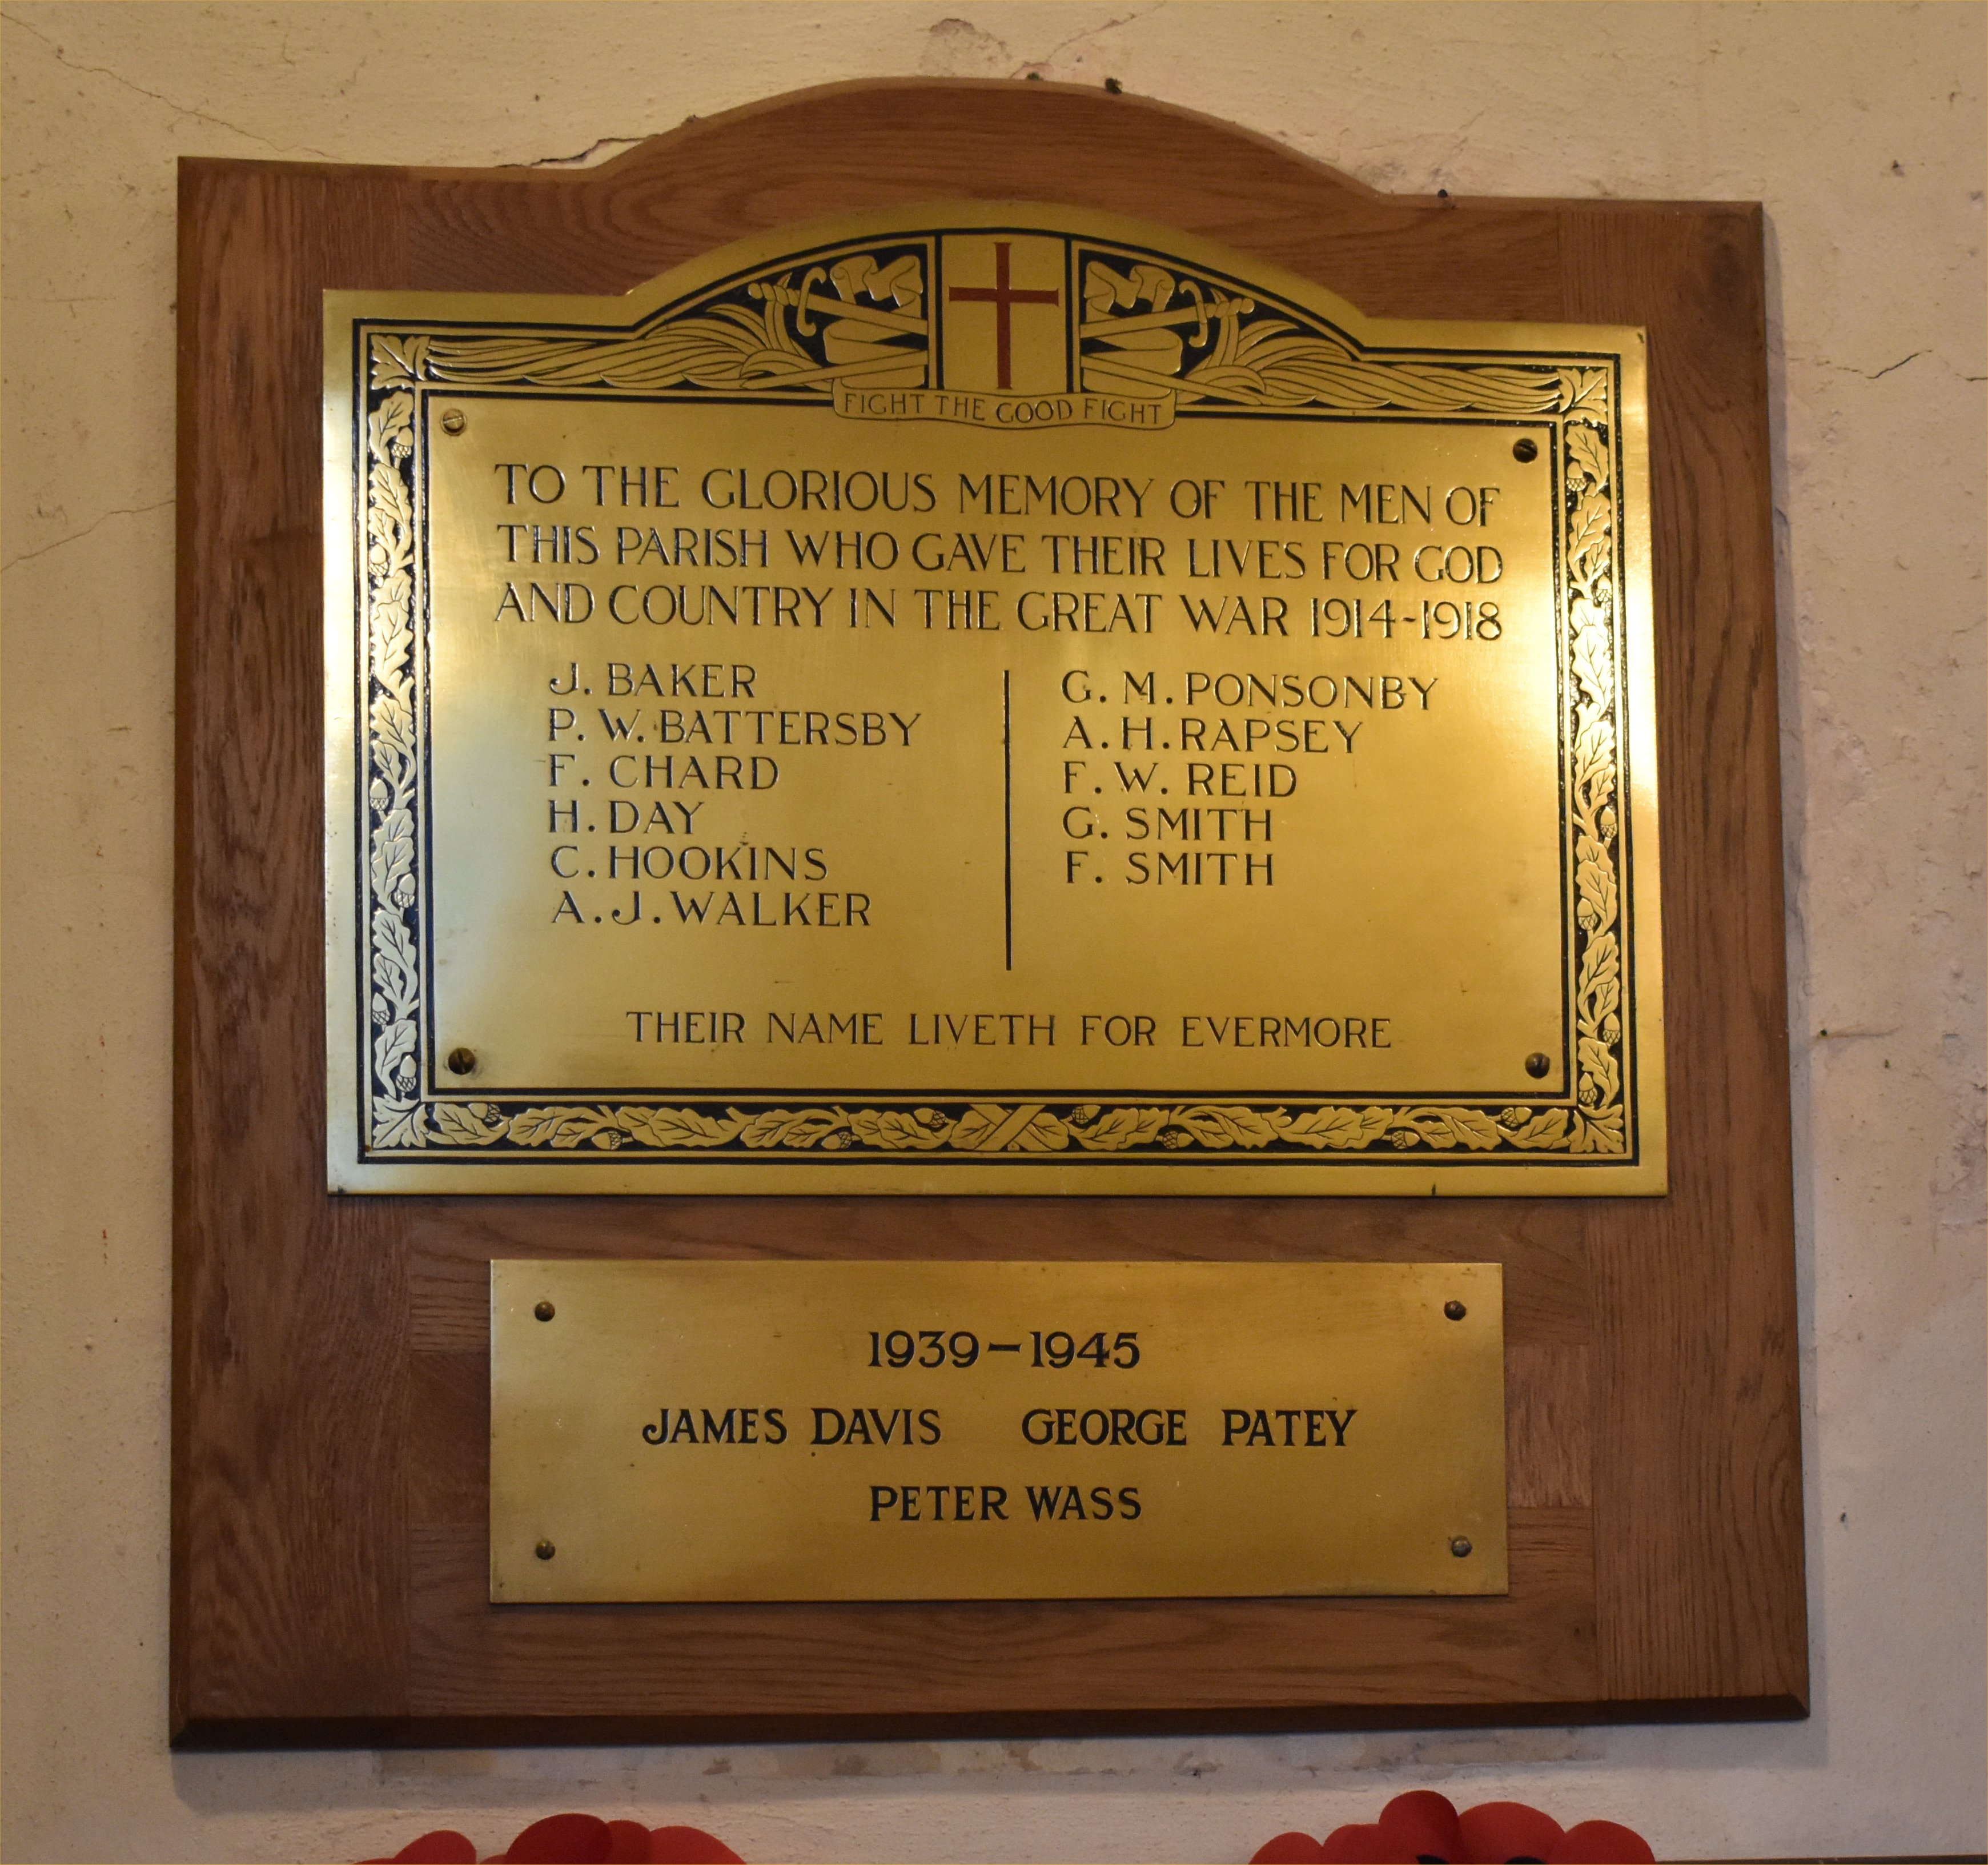 FIGHT THE GOOD FIGHT
TO THE GLORIOUS MEMORY OF THE MEN OF
THIS PARISH WHO GAVE THEIR LIVES FOR GOD
AND COUNTRY IN THE GREAT WAR 1914-1918
J. BAKER
P. W. BATTERSBY
F. CHARD
H. DAY
C. HOOKINS
A. J. WALKER
G. M. PONSONBY
A. H. RAPSEY
F. W. REID
G. SMITH
F. SMITH
THEIR NAME LIVETH FOR EVERMORE
1939-1945
JAMES DAVIS GEORGE PATEY
PETER WASS